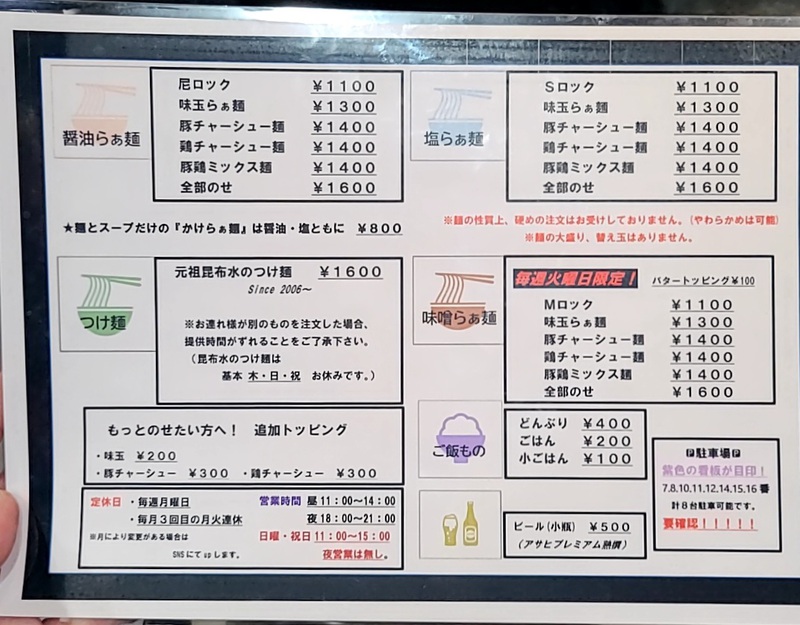 醤油らぁ麺
尼ロック ¥1100
味玉らぁ麺 ¥1300
豚チャーシュー麺 ¥1400
鶏チャーシュー麺 ¥1400
豚鶏ミックス麺 ¥1400
全部のせ ¥1600
塩らぁ麺
Sロック ¥1100
味玉らぁ麺 ¥1300
豚チャーシュー麺 ¥1400
鶏チャーシュー麺 ¥1400
豚鶏ミックス麺 ¥1400
全部のせ ¥1600
★麺とスープだけの『かけらぁ麺』は醤油・塩ともに ¥800
※麺の性質上、硬めの注文はお受けしておりません。(やわらかめは可能)
※麺の大盛り、替え玉はありません。
つけ麺
元祖昆布水のつけ麺 ¥1600
Since 2006～
※お連れ様が別のものを注文した場合、
提供時間がずれることをご了承下さい。
（昆布水のつけ麺は
基本 木・日・祝 お休みです。）
味噌らぁ麺
毎週火曜日限定！ バタートッピング¥100
Mロック ¥1100
味玉らぁ麺 ¥1300
豚チャーシュー麺 ¥1400
鶏チャーシュー麺 ¥1400
豚鶏ミックス麺 ¥1400
全部のせ ¥1600
もっとのせたい方へ！ 追加トッピング
・味玉 ¥200
・豚チャーシュー ¥300 ・鶏チャーシュー ¥300
ご飯もの
どんぶり ¥400
ごはん ¥200
小ごはん ¥100
🅿駐車場🅿
紫色の看板が目印！
7.8.10.11.12.14.15.16 番
計8台駐車可能です。
要確認！！！！！
定休日 ・毎週月曜日
・毎月３回目の月火連休
※月により変更がある場合は
SNSにて up します。
営業時間 昼 11：00～14：00
夜 18：00～21：00
日曜・祝日 11：00～15：00
夜営業は無し。
ビール(小瓶) ¥500
(アサヒプレミアム熟撰)